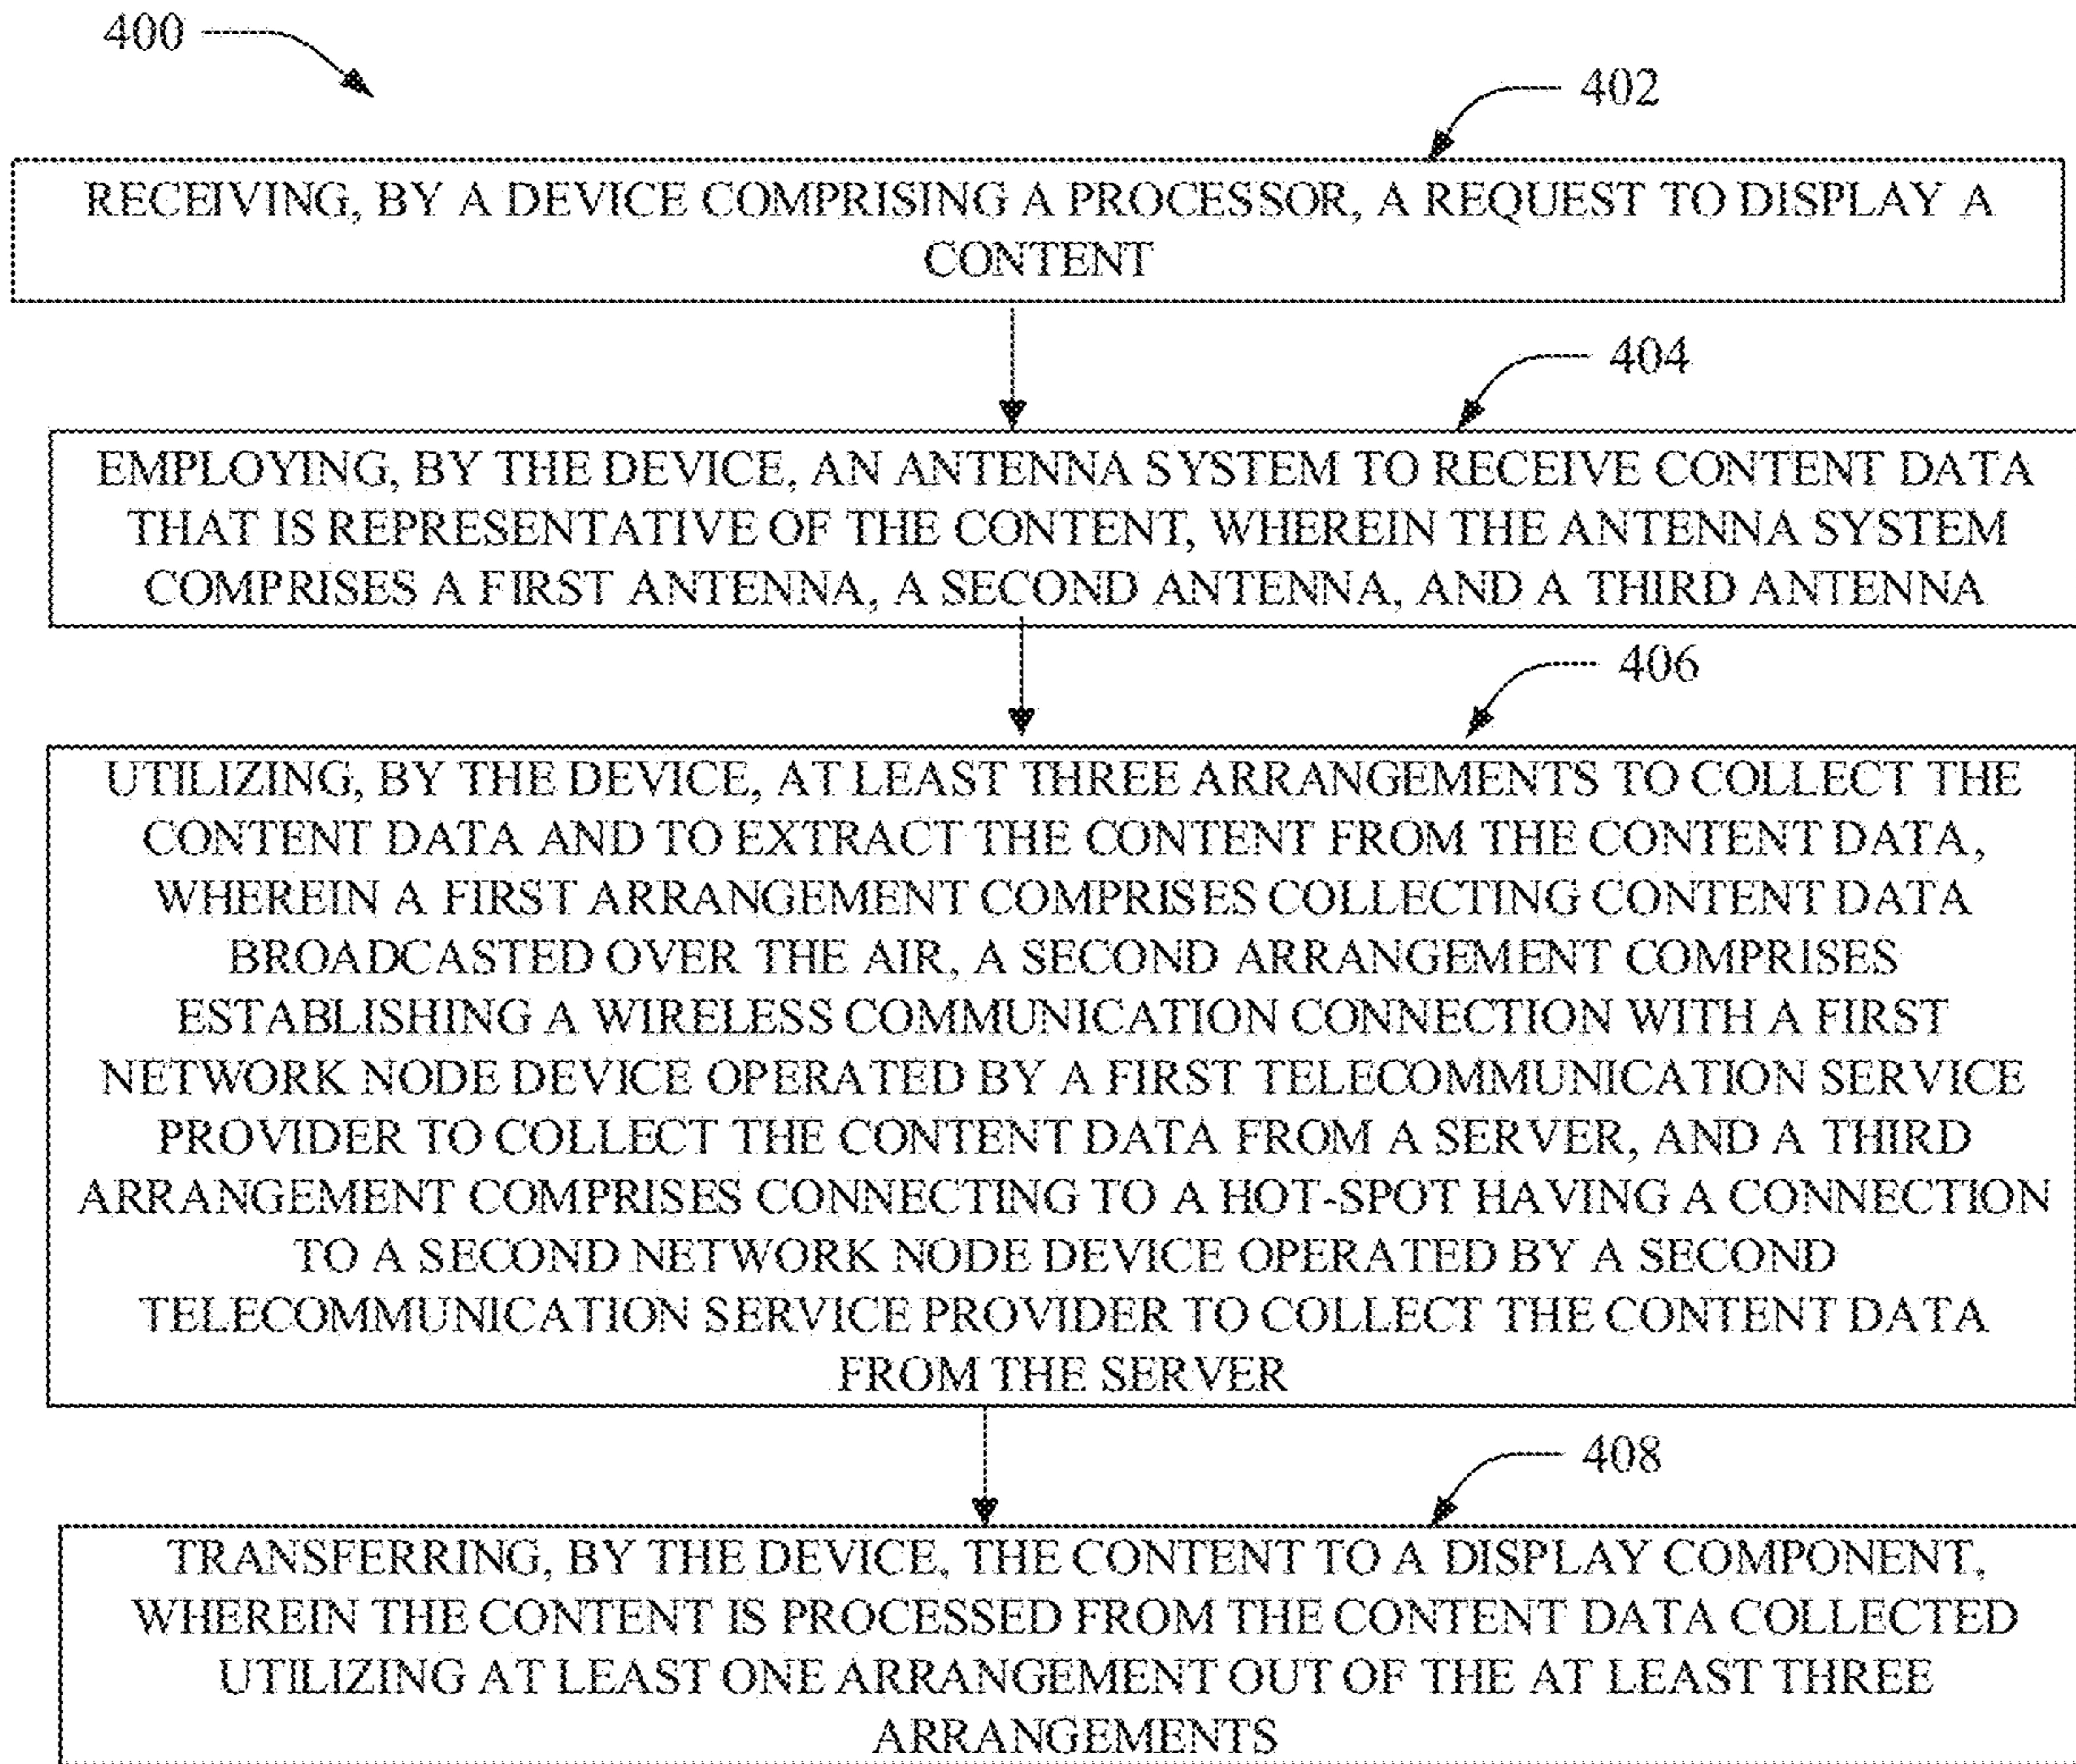 400
402
RECEIVING, BY A DEVICE COMPRISING A PROCESSOR, A REQUEST TO DISPLAY A
CONTENT
404
EMPLOYING, BY THE DEVICE, AN ANTENNA SYSTEM TO RECEIVE CONTENT DATA
THAT IS REPRESENTATIVE OF THE CONTENT, WHEREIN THE ANTENNA SYSTEM
COMPRISES A FIRST ANTENNA, A SECOND ANTENNA, AND A THIRD ANTENNA
406
UTILIZING, BY THE DEVICE, AT LEAST THREE ARRANGEMENTS TO COLLECT THE
CONTENT DATA AND TO EXTRACT THE CONTENT FROM THE CONTENT DATA,
WHEREIN A FIRST ARRANGEMENT COMPRISES COLLECTING CONTENT DATA
BROADCASTED OVER THE AIR, A SECOND ARRANGEMENT COMPRISES
ESTABLISHING A WIRELESS COMMUNICATION CONNECTION WITH A FIRST
NETWORK NODE DEVICE OPERATED BY A FIRST TELECOMMUNICATION SERVICE
PROVIDER TO COLLECT THE CONTENT DATA FROM A SERVER, AND A THIRD
ARRANGEMENT COMPRISES CONNECTING TO A HOT-SPOT HAVING A CONNECTION
TO A SECOND NETWORK NODE DEVICE OPERATED BY A SECOND
TELECOMMUNICATION SERVICE PROVIDER TO COLLECT THE CONTENT DATA
FROM THE SERVER
408
TRANSFERRING, BY THE DEVICE, THE CONTENT TO A DISPLAY COMPONENT,
WHEREIN THE CONTENT IS PROCESSED FROM THE CONTENT DATA COLLECTED
UTILIZING AT LEAST ONE ARRANGEMENT OUT OF THE AT LEAST THREE
ARRANGEMENTS